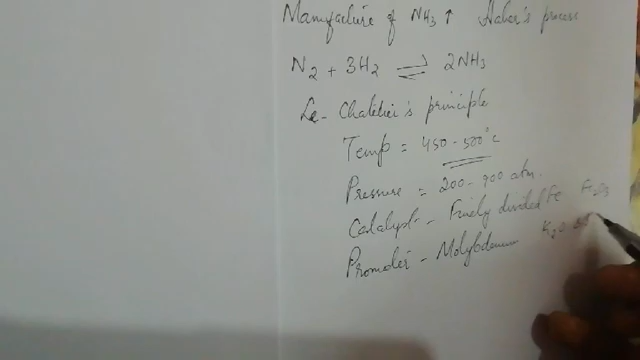 Manufacture of NH3 ↑ Haber's process
N2 + 3H2 ⇌ 2NH3
Le-Chatelier's principle
Temp = 450-500°C
Pressure = 200-900 atm.
Catalyst - Finely divided Fe Fe2O3
Promoter - Molybdenum K2O